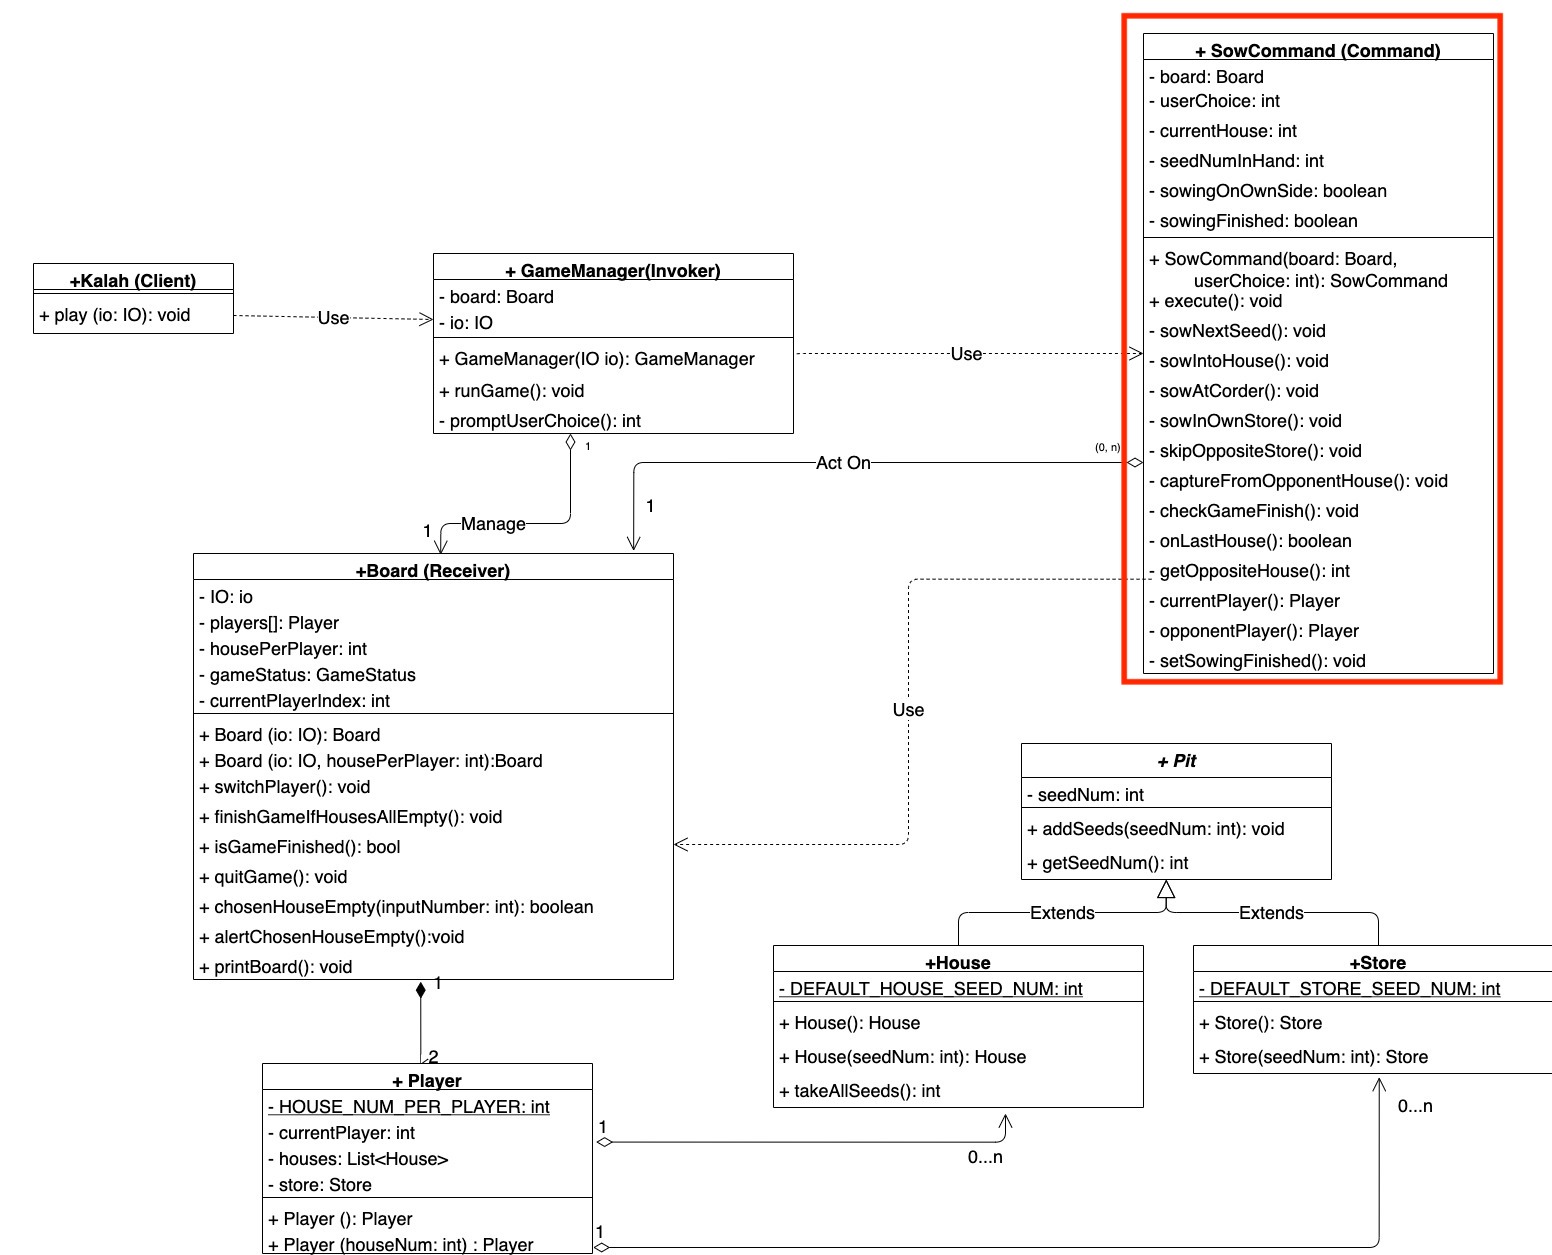 + SowCommand (Command)
- board: Board
- userChoice: int
- currentHouse: int
- seedNumInHand: int
- sowingOnOwnSide: boolean
- sowingFinished: boolean
+ SowCommand(board: Board,
userChoice: int): SowCommand
+ execute(): void
- sowNextSeed(): void
- sowIntoHouse(): void
- sowAtCorder(): void
- sowInOwnStore(): void
- skipOppositeStore(): void
- captureFromOpponentHouse(): void
- checkGameFinish(): void
- onLastHouse(): boolean
- getOppositeHouse(): int
- currentPlayer(): Player
- opponentPlayer(): Player
- setSowingFinished(): void
+Kalah (Client)
+ play (io: IO): void
Use
+ GameManager(Invoker)
- board: Board
- io: IO
+ GameManager(IO io): GameManager
+ runGame(): void
- promptUserChoice(): int
Use
1
(0, n)
Act On
1
Manage
1
+Board (Receiver)
- IO: io
- players[]: Player
- housePerPlayer: int
- gameStatus: GameStatus
- currentPlayerIndex: int
+ Board (io: IO): Board
+ Board (io: IO, housePerPlayer: int):Board
+ switchPlayer(): void
+ finishGameIfHousesAllEmpty(): void
+ isGameFinished(): bool
+ quitGame(): void
+ chosenHouseEmpty(inputNumber: int): boolean
+ alertChosenHouseEmpty():void
+ printBoard(): void
Use
+ Pit
- seedNum: int
+ addSeeds(seedNum: int): void
+ getSeedNum(): int
Extends
Extends
+House
- DEFAULT_HOUSE_SEED_NUM: int
+ House(): House
+ House(seedNum: int): House
+ takeAllSeeds(): int
+Store
- DEFAULT_STORE_SEED_NUM: int
+ Store(): Store
+ Store(seedNum: int): Store
1
2
+ Player
- HOUSE_NUM_PER_PLAYER: int
- currentPlayer: int
- houses: List<House>
- store: Store
+ Player (): Player
+ Player (houseNum: int) : Player
1
0...n
1
0...n